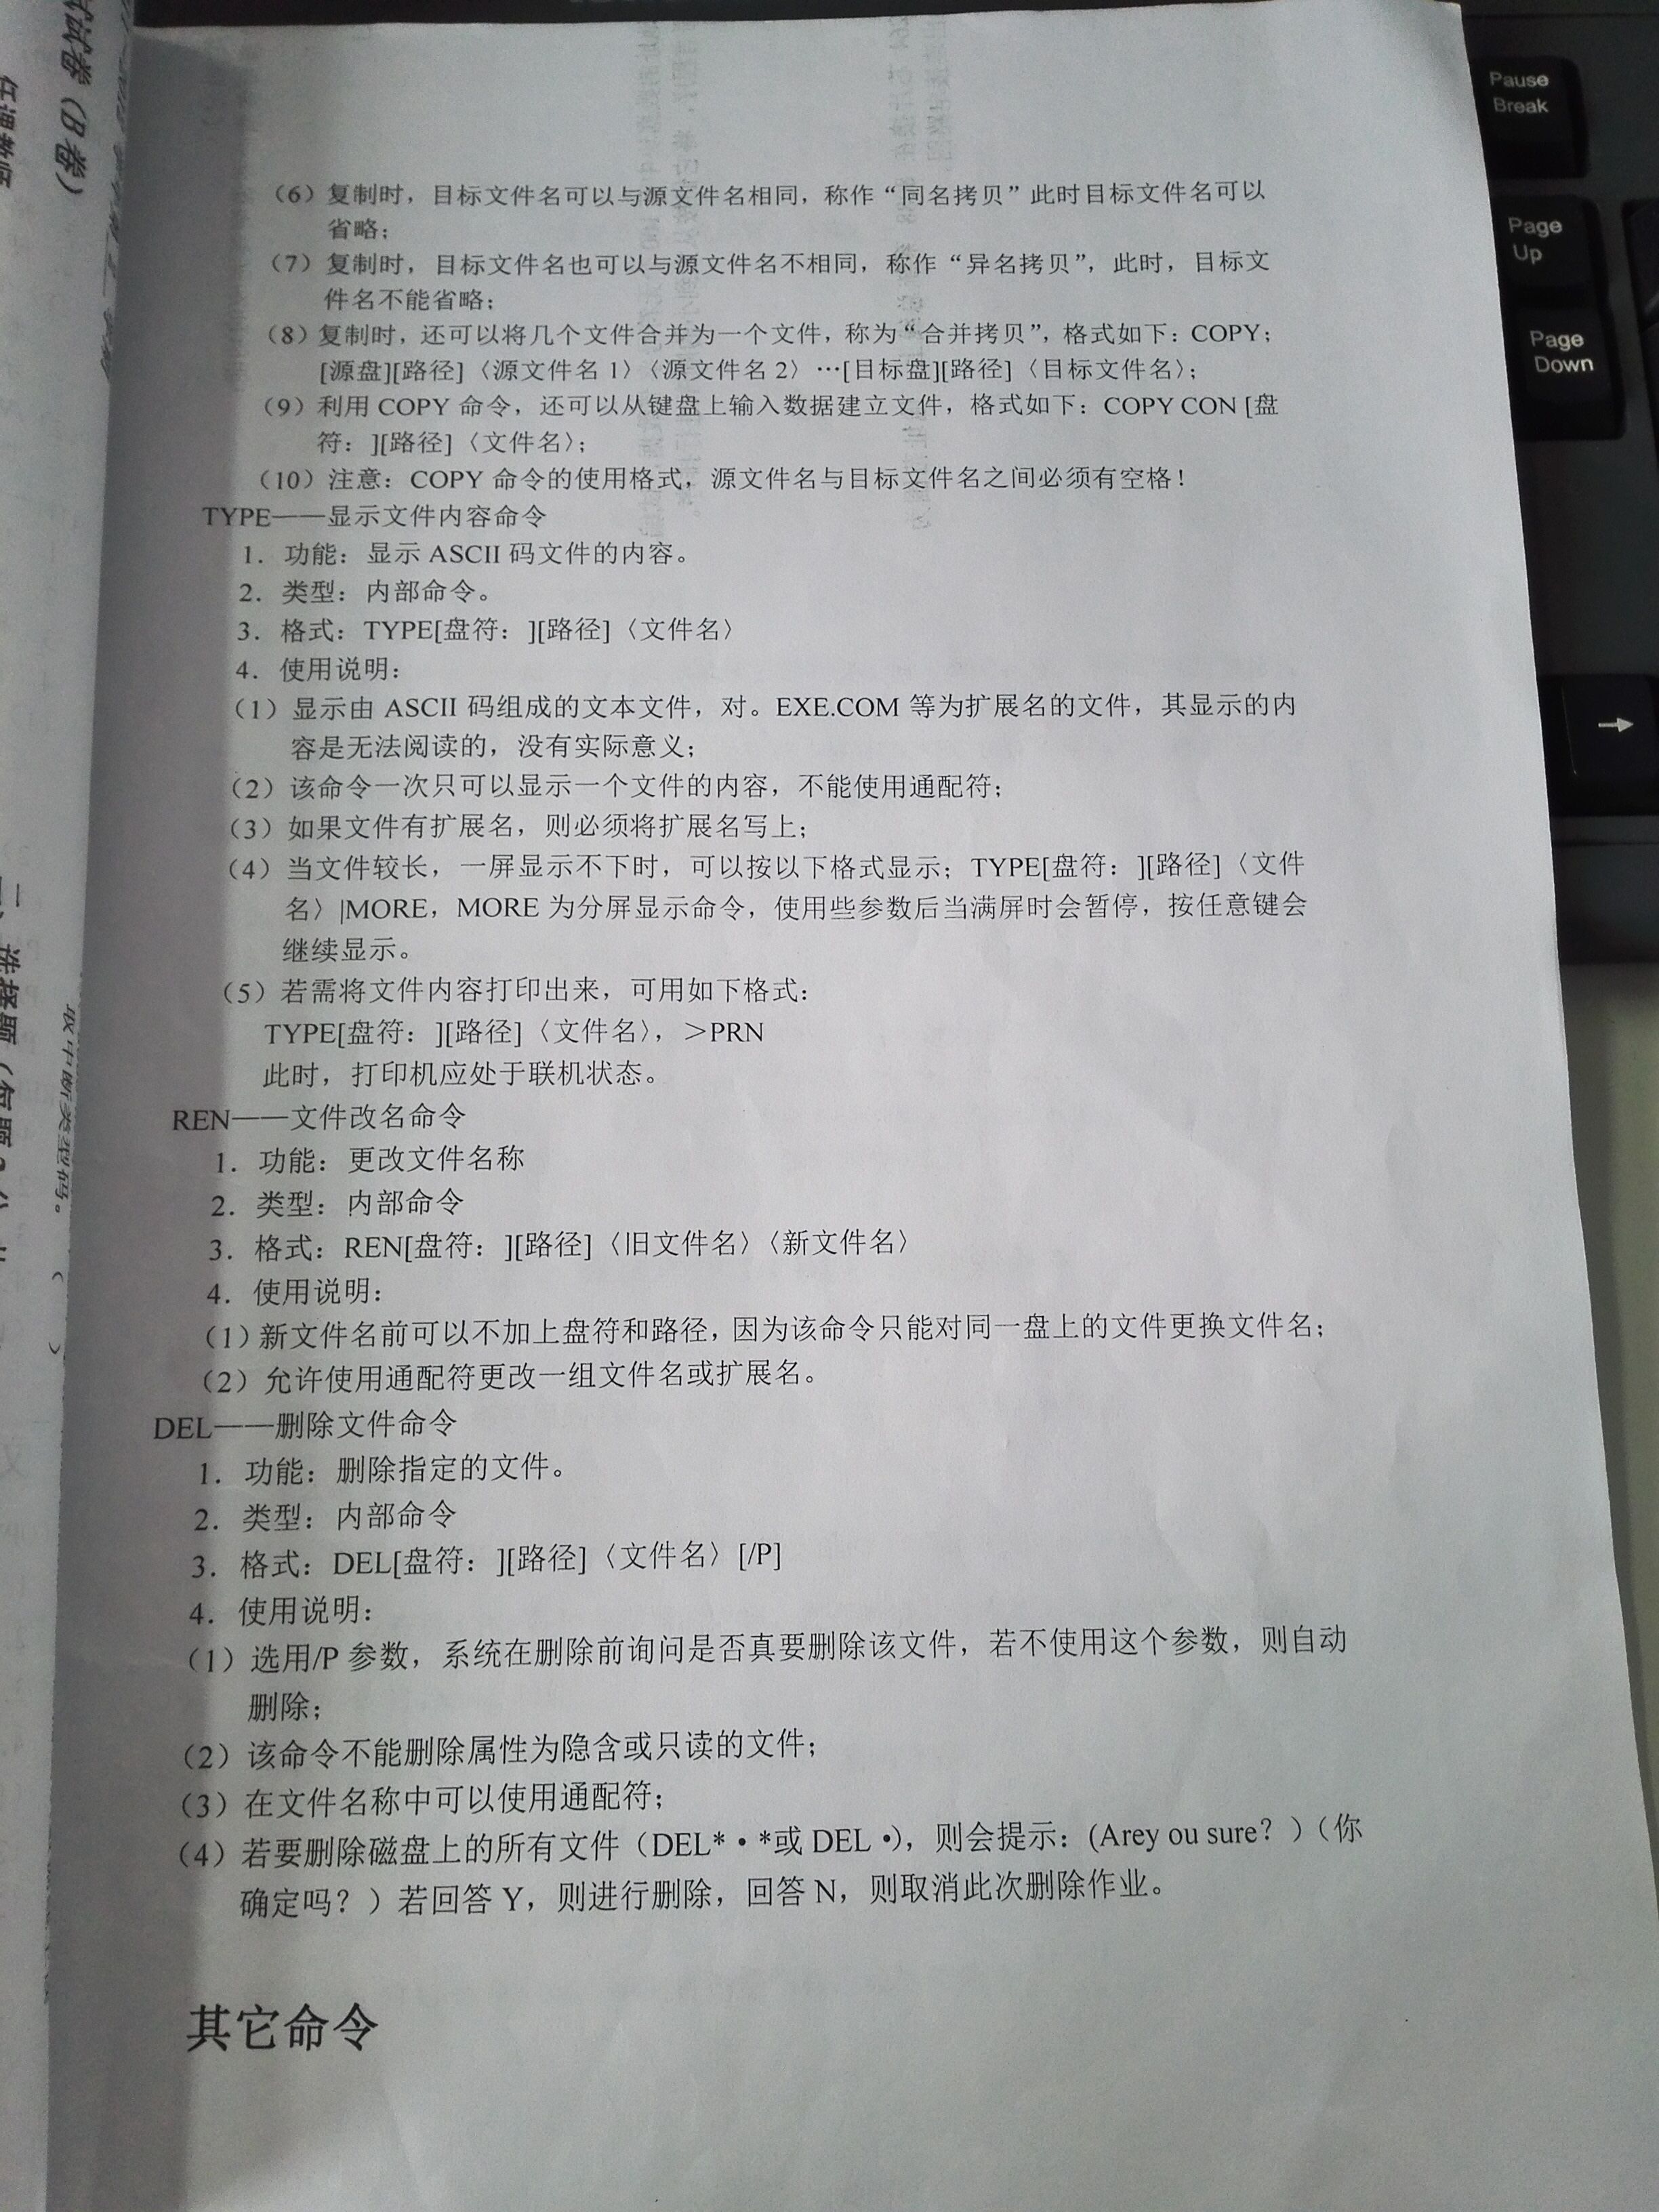 (6) 复制时，目标文件名可以与源文件名相同，称作“同名拷贝”此时目标文件名可以
省略；
(7) 复制时，目标文件名也可以与源文件名不相同，称作“异名拷贝”，此时，目标文
件名不能省略；
(8) 复制时，还可以将几个文件合并为一个文件，称为“合并拷贝”，格式如下：COPY；
[源盘][路径]〈源文件名 1〉〈源文件名 2〉…[目标盘][路径]〈目标文件名〉；
(9) 利用 COPY 命令，还可以从键盘上输入数据建立文件，格式如下：COPY CON [盘
符：][路径]〈文件名〉；
(10) 注意：COPY 命令的使用格式，源文件名与目标文件名之间必须有空格！
TYPE——显示文件内容命令
1．功能：显示 ASCII 码文件的内容。
2．类型：内部命令。
3．格式：TYPE[盘符：][路径]〈文件名〉
4．使用说明：
(1) 显示由 ASCII 码组成的文本文件，对。EXE.COM 等为扩展名的文件，其显示的内
容是无法阅读的，没有实际意义；
(2) 该命令一次只可以显示一个文件的内容，不能使用通配符；
(3) 如果文件有扩展名，则必须将扩展名写上；
(4) 当文件较长，一屏显示不下时，可以按以下格式显示；TYPE[盘符：][路径]〈文件
名〉|MORE，MORE 为分屏显示命令，使用些参数后当满屏时会暂停，按任意键会
继续显示。
(5) 若需将文件内容打印出来，可用如下格式：
TYPE[盘符：][路径]〈文件名〉，＞PRN
此时，打印机应处于联机状态。
REN——文件改名命令
1．功能：更改文件名称
2．类型：内部命令
3．格式：REN[盘符：][路径]〈旧文件名〉〈新文件名〉
4．使用说明：
(1) 新文件名前可以不加上盘符和路径，因为该命令只能对同一盘上的文件更换文件名；
(2) 允许使用通配符更改一组文件名或扩展名。
DEL——删除文件命令
1．功能：删除指定的文件。
2．类型：内部命令
3．格式：DEL[盘符：][路径]〈文件名〉[/P]
4．使用说明：
(1) 选用/P 参数，系统在删除前询问是否真要删除该文件，若不使用这个参数，则自动
删除；
(2) 该命令不能删除属性为隐含或只读的文件；
(3) 在文件名称中可以使用通配符；
(4) 若要删除磁盘上的所有文件（DEL*·*或 DEL ·），则会提示：(Arey ou sure？)（你
确定吗？）若回答 Y，则进行删除，回答 N，则取消此次删除作业。
其它命令
试卷（B 卷）
任课教师
二、选择题（每题2分
中断类型码。（ ）
Pause
Break
Page
Up
Page
Down
→